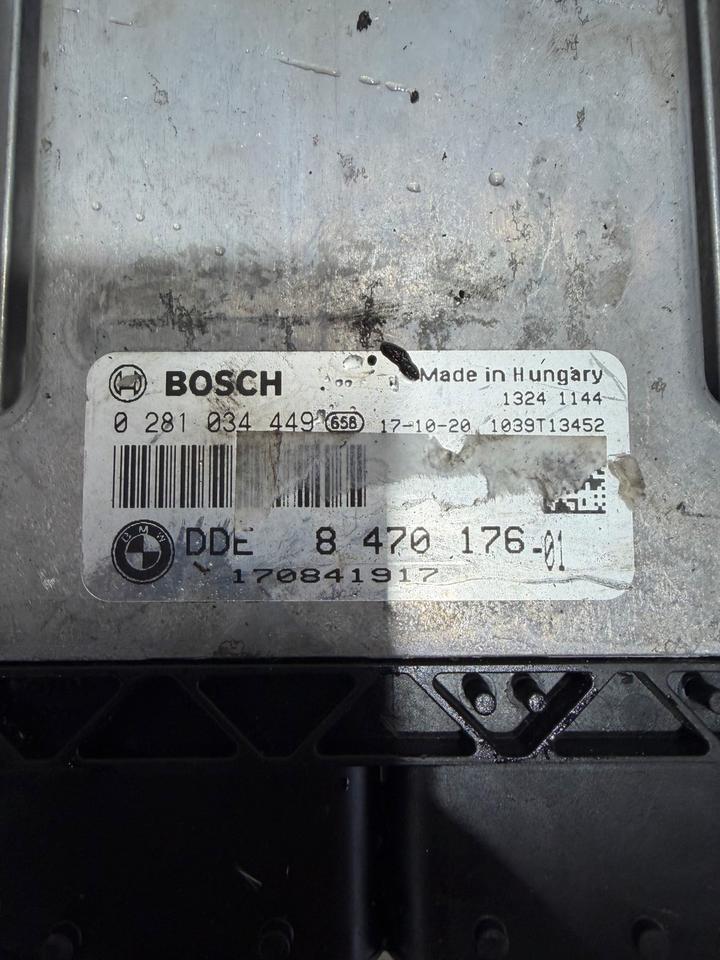 BOSCH Made in Hungary
1324 1144
0 281 034 449 658 17-10-20 1039T13452
BMW DDE 8 470 176-01
170841917